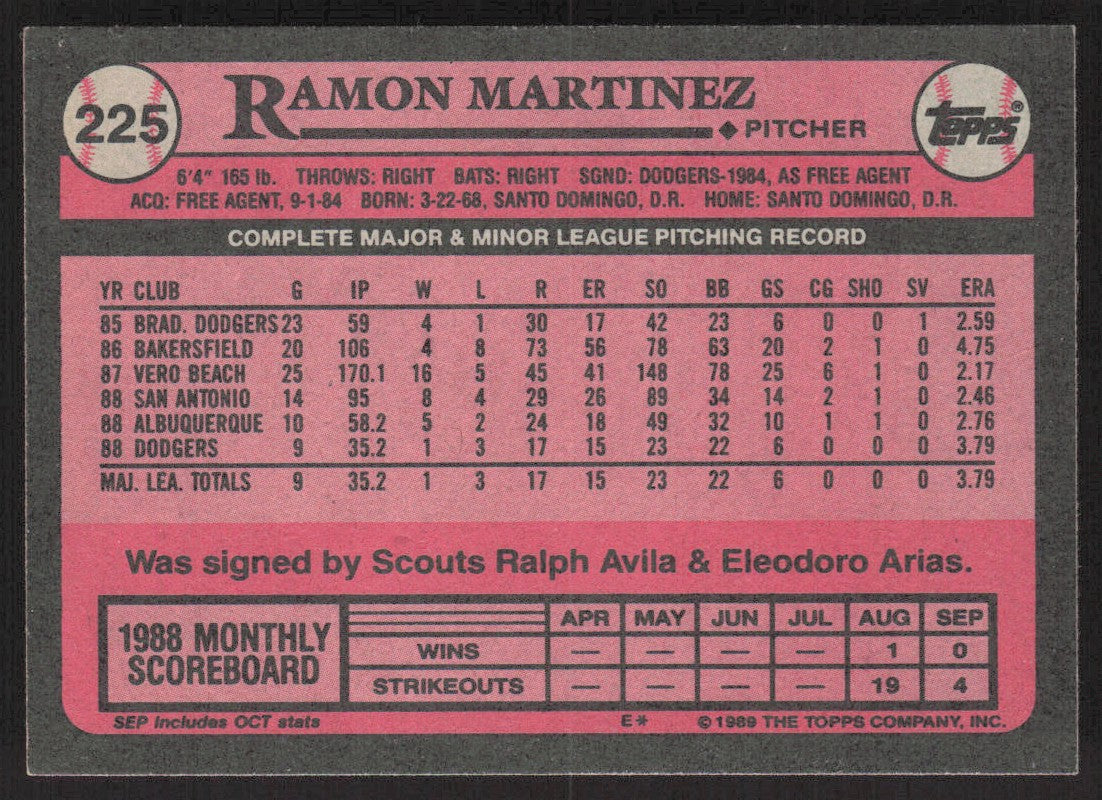 225 RAMON MARTINEZ
◆ PITCHER
Topps®
6'4" 165 lb. THROWS: RIGHT BATS: RIGHT SGND: DODGERS-1984, AS FREE AGENT
ACQ: FREE AGENT, 9-1-84 BORN: 3-22-68, SANTO DOMINGO, D.R. HOME: SANTO DOMINGO, D.R.
COMPLETE MAJOR & MINOR LEAGUE PITCHING RECORD
YR CLUB G IP W L R ER SO BB GS CG SHO SV ERA
85 BRAD. DODGERS 23 59 4 1 30 17 42 23 6 0 0 1 2.59
86 BAKERSFIELD 20 106 4 8 73 56 78 63 20 2 1 0 4.75
87 VERO BEACH 25 170.1 16 5 45 41 148 78 25 6 1 0 2.17
88 SAN ANTONIO 14 95 8 4 29 26 89 34 14 2 1 0 2.46
88 ALBUQUERQUE 10 58.2 5 2 24 18 49 32 10 1 1 0 2.76
88 DODGERS 9 35.2 1 3 17 15 23 22 6 0 0 0 3.79
MAJ. LEA. TOTALS 9 35.2 1 3 17 15 23 22 6 0 0 0 3.79
Was signed by Scouts Ralph Avila & Eleodoro Arias.
1988 MONTHLY SCOREBOARD
APR MAY JUN JUL AUG SEP
WINS — — — — 1 0
STRIKEOUTS — — — — 19 4
SEP Includes OCT stats E* ©1989 THE TOPPS COMPANY, INC.